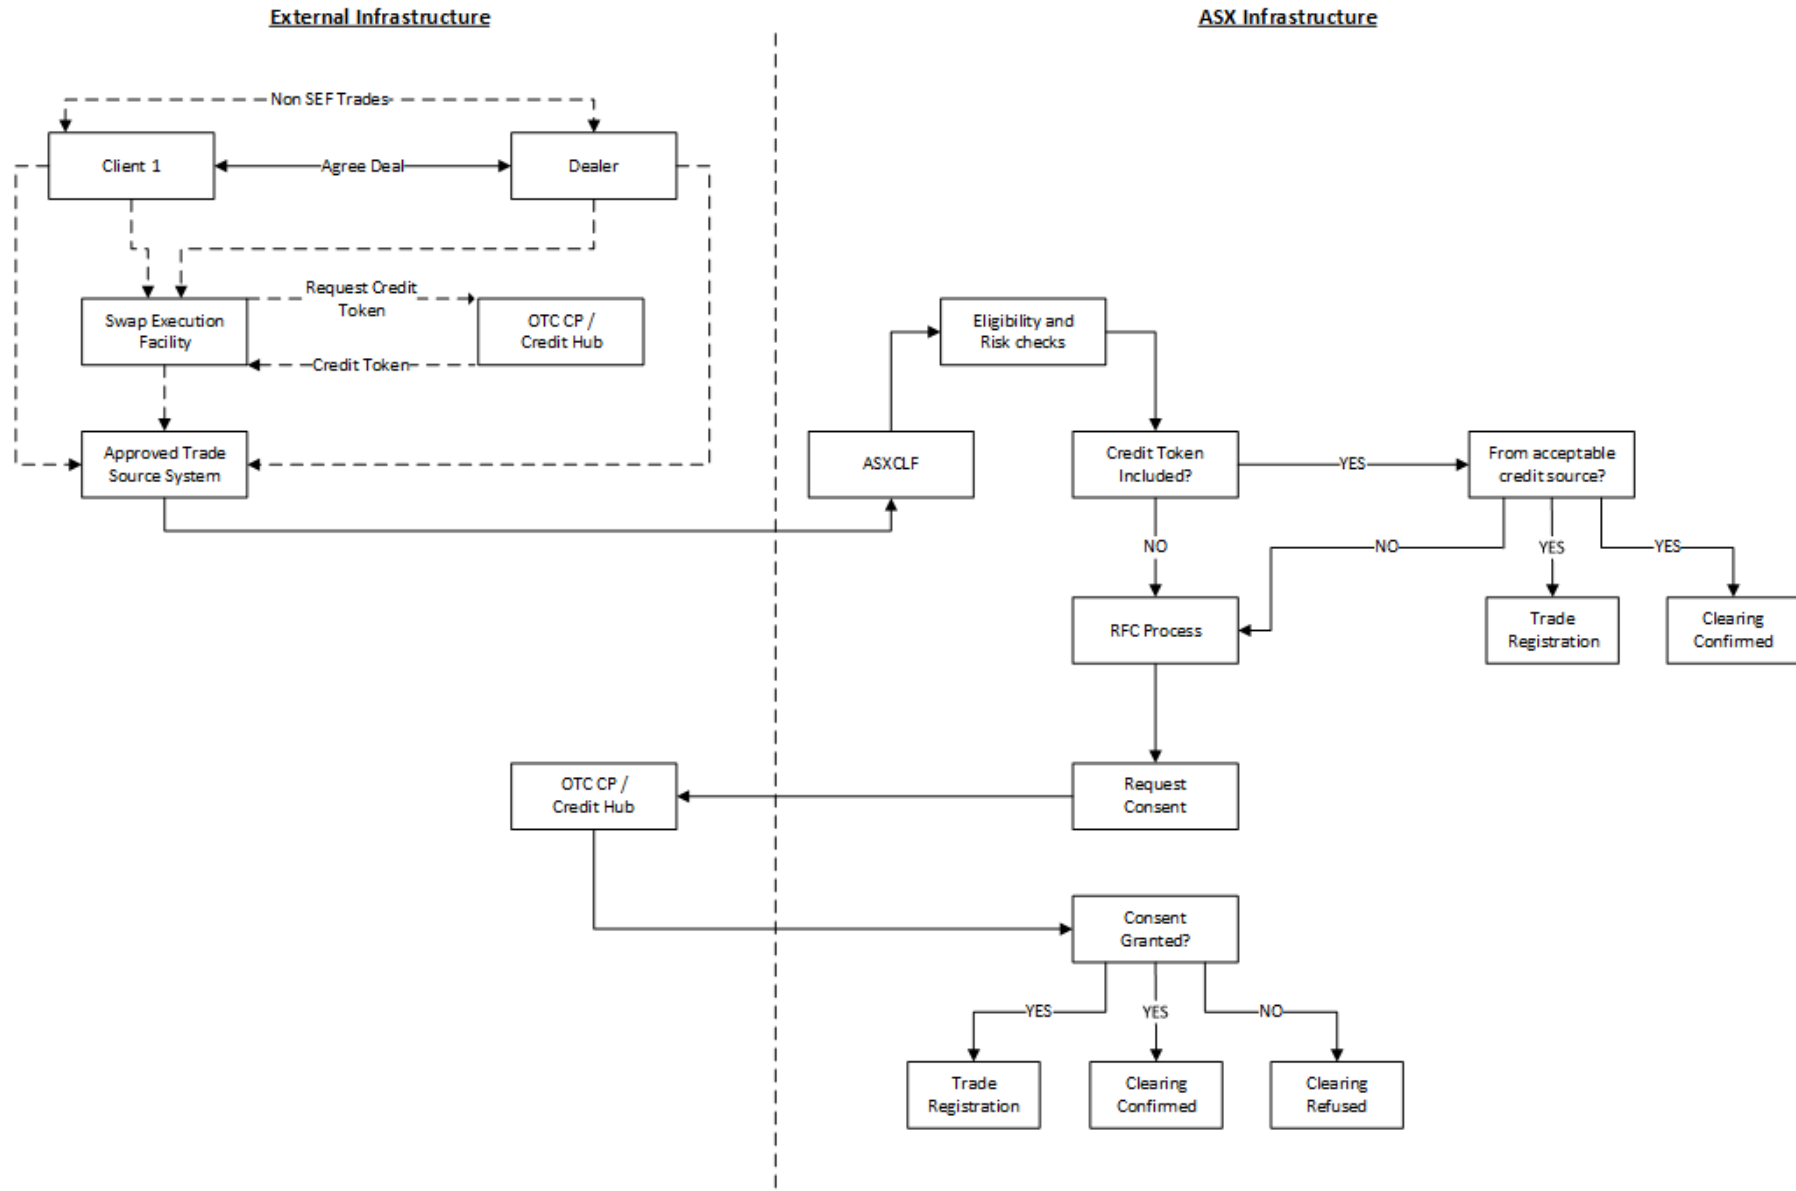 External Infrastructure
ASX Infrastructure
Non SEF Trades
Client 1
Agree Deal
Dealer
Request Credit
Token
Swap Execution
Facility
OTC CP /
Credit Hub
Credit Token
Eligibility and
Risk checks
Approved Trade
Source System
ASXCLF
Credit Token
Included?
YES
From acceptable
credit source?
NO
NO
YES
YES
RFC Process
Trade
Registration
Clearing
Confirmed
OTC CP /
Credit Hub
Request
Consent
Consent
Granted?
YES
YES
NO
Trade
Registration
Clearing
Confirmed
Clearing
Refused